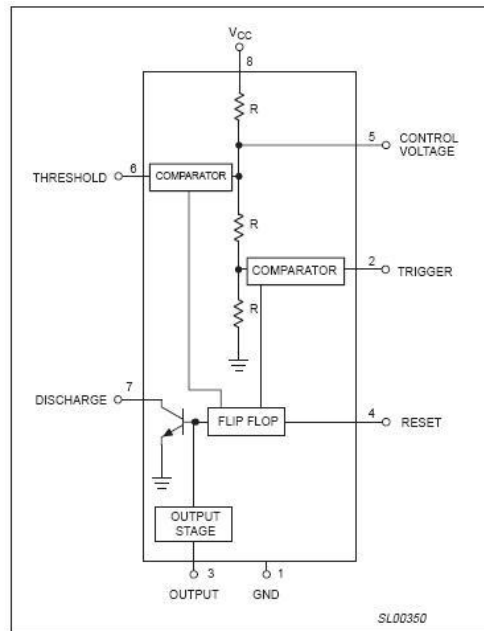 VCC
8
R
5
CONTROL
VOLTAGE
6
THRESHOLD
COMPARATOR
R
2
COMPARATOR
TRIGGER
R
7
DISCHARGE
4
FLIP FLOP
RESET
OUTPUT
STAGE
3
1
OUTPUT
GND
SL00350